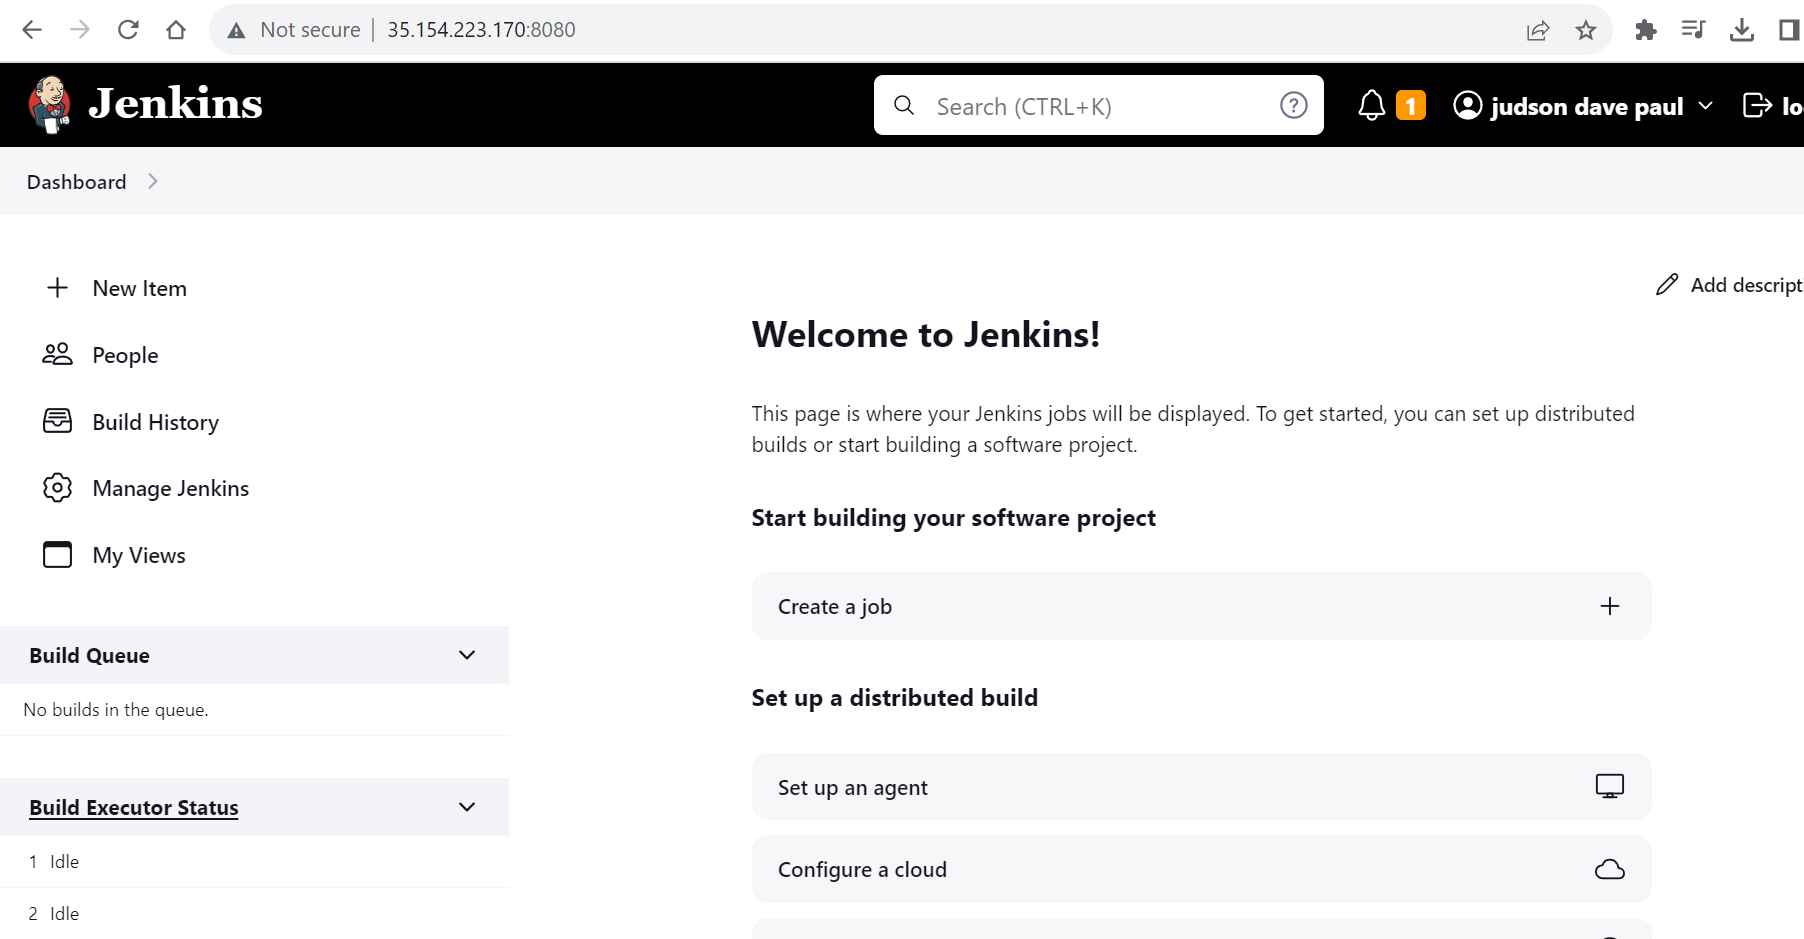 Not secure | 35.154.223.170:8080
Jenkins
Search (CTRL+K)
?
1
judson dave paul
lo
Dashboard
New Item
People
Build History
Manage Jenkins
My Views
Build Queue
No builds in the queue.
Build Executor Status
1 Idle
2 Idle
Add descript
Welcome to Jenkins!
This page is where your Jenkins jobs will be displayed. To get started, you can set up distributed
builds or start building a software project.
Start building your software project
Create a job
Set up a distributed build
Set up an agent
Configure a cloud